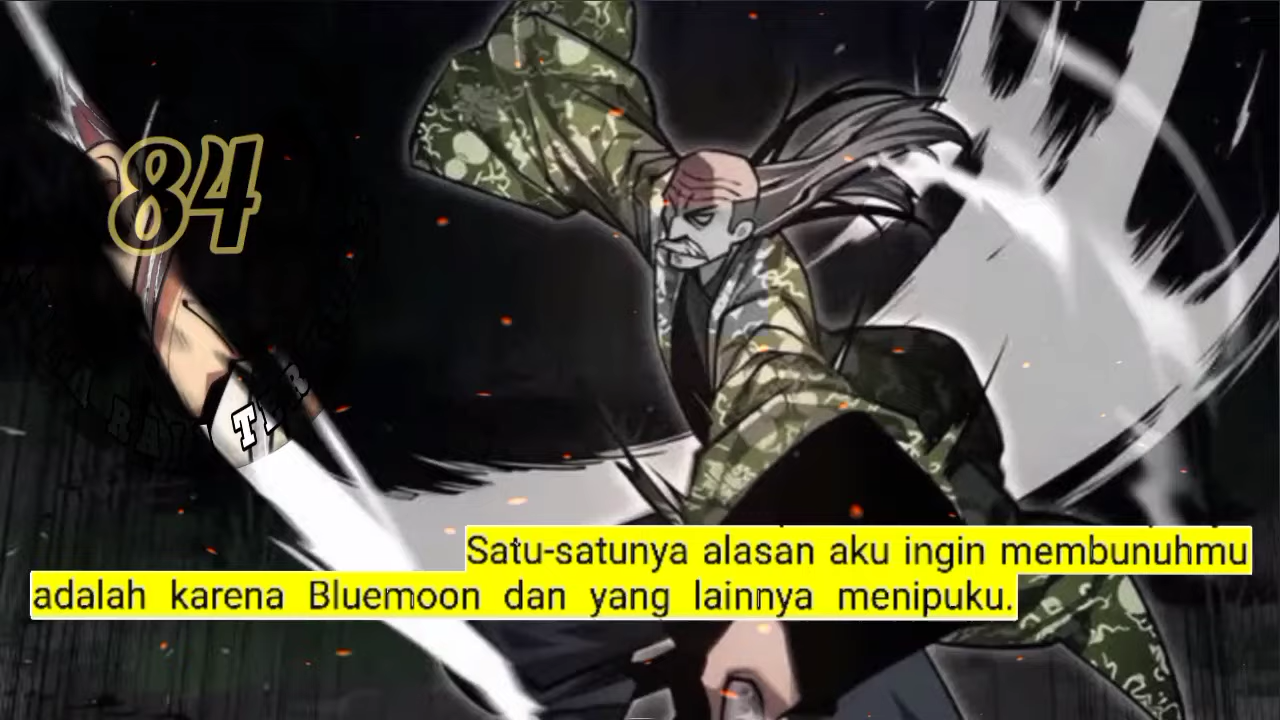 84
Satu-satunya alasan aku ingin membunuhmu
adalah karena Bluemoon dan yang lainnya menipuku.